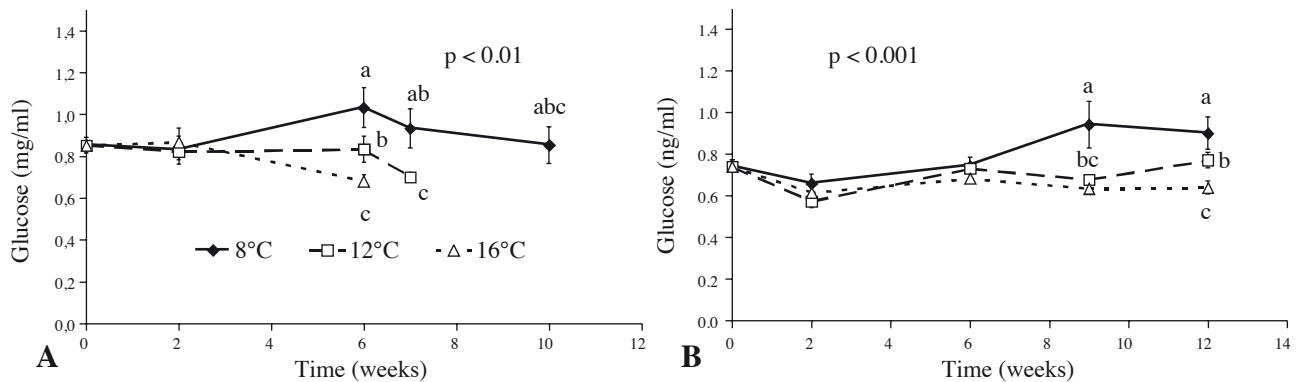 1,4
1,2
1,0
0,8
0,6
0,4
0,2
0,0
Glucose (mg/ml)
p < 0.01
a
ab
abc
b
c
c
8°C 12°C 16°C
0 2 4 6 8 10 12
Time (weeks)
A
1,4
1,2
1,0
0.8
0.6
0.4
0.2
0.0
Glucose (ng/ml)
p < 0.001
a
a
bc
b
c
0 2 4 6 8 10 12 14
Time (weeks)
B